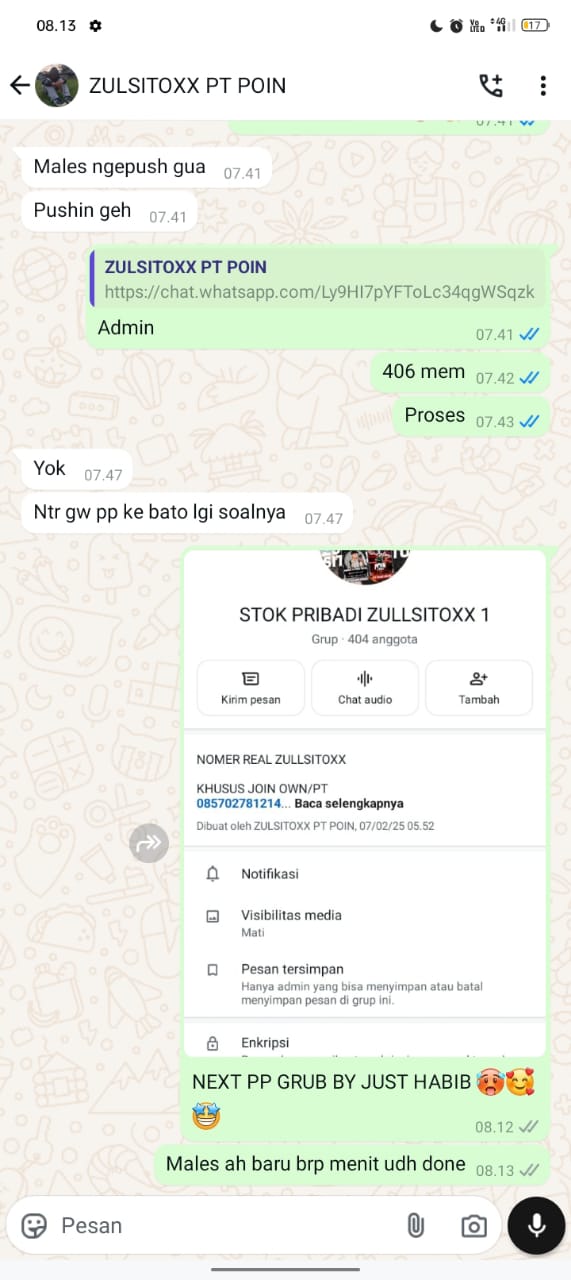 08.13
Vo LTE 4G 17
ZULSITOXX PT POIN
07.41
Males ngepush gua 07.41
Pushin geh 07.41
ZULSITOXX PT POIN
https://chat.whatsapp.com/Ly9HI7pYFToLc34qgWSqzk
Admin 07.41
406 mem 07.42
Proses 07.43
Yok 07.47
Ntr gw pp ke bato lgi soalnya 07.47
STOK PRIBADI ZULLSITOXX 1
Grup · 404 anggota
Kirim pesan Chat audio Tambah
NOMER REAL ZULLSITOXX
KHUSUS JOIN OWN/PT
085702781214... Baca selengkapnya
Dibuat oleh ZULSITOXX PT POIN, 07/02/25 05.52
Notifikasi
Visibilitas media
Mati
Pesan tersimpan
Hanya admin yang bisa menyimpan atau batal
menyimpan pesan di grup ini.
Enkripsi
NEXT PP GRUB BY JUST HABIB 🥵🥰
🤩 08.12
Males ah baru brp menit udh done 08.13
Pesan